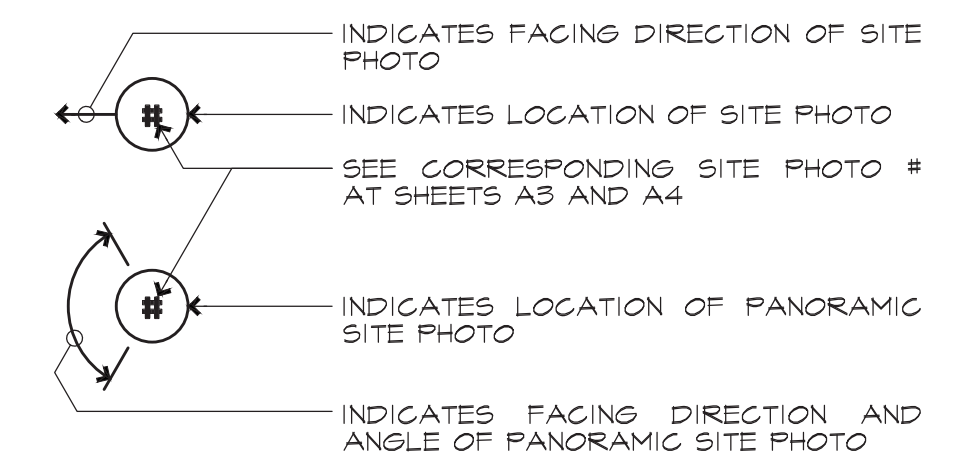 INDICATES FACING DIRECTION OF SITE
PHOTO
#
INDICATES LOCATION OF SITE PHOTO
SEE CORRESPONDING SITE PHOTO #
AT SHEETS A3 AND A4
#
INDICATES LOCATION OF PANORAMIC
SITE PHOTO
INDICATES FACING DIRECTION AND
ANGLE OF PANORAMIC SITE PHOTO